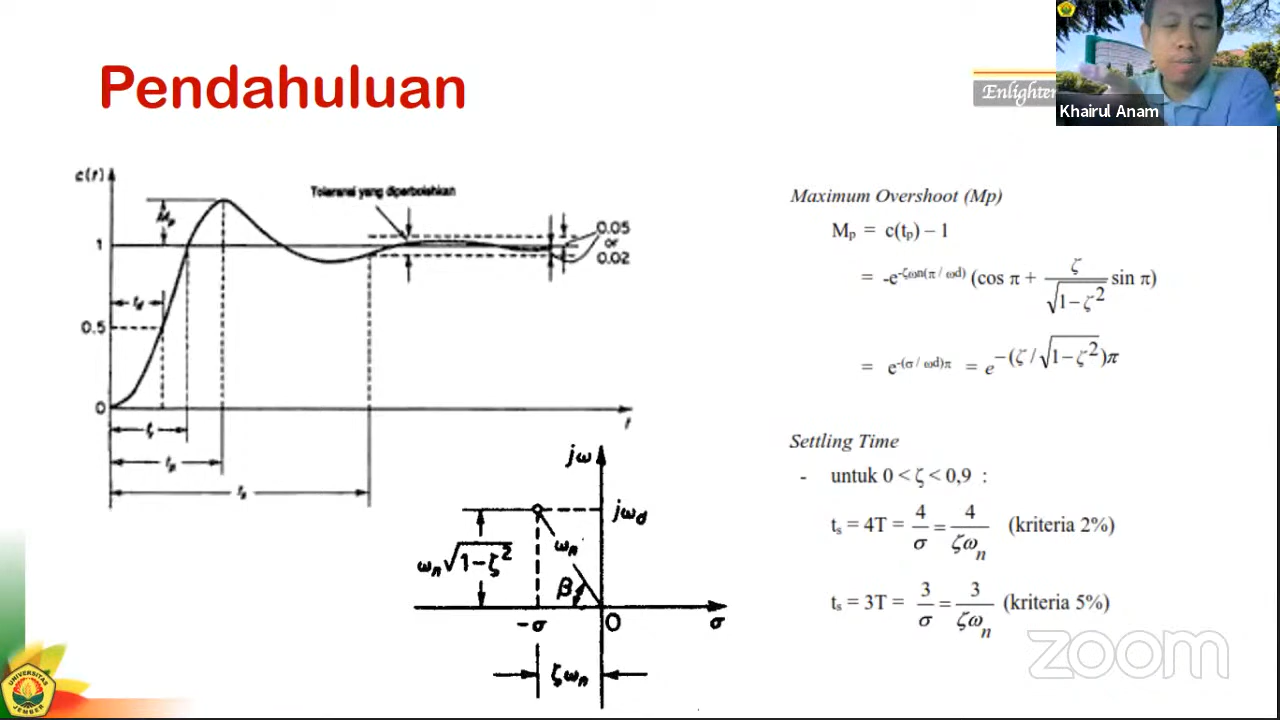 Pendahuluan
Enlighten
Khairul Anam
c(t)
Toleransi yang diperbolehkan
Mp
0.05
or
0.02
1
td
0.5
0
t
tr
tp
ts
jω
jωd
ωn
ωn√1−ζ²
β
−σ
0
σ
ζωn
Maximum Overshoot (Mp)
Mp = c(tp) – 1
= -e^-ζωn(π / ωd) (cos π + ζ/√1−ζ² sin π)
= e^-(σ / ωd)π = e^−(ζ /√1−ζ²)π
Settling Time
- untuk 0 < ζ < 0,9 :
ts = 4T = 4/σ = 4/ζωn (kriteria 2%)
ts = 3T = 3/σ = 3/ζωn (kriteria 5%)
zoom
UNIVERSITAS
JEMBER